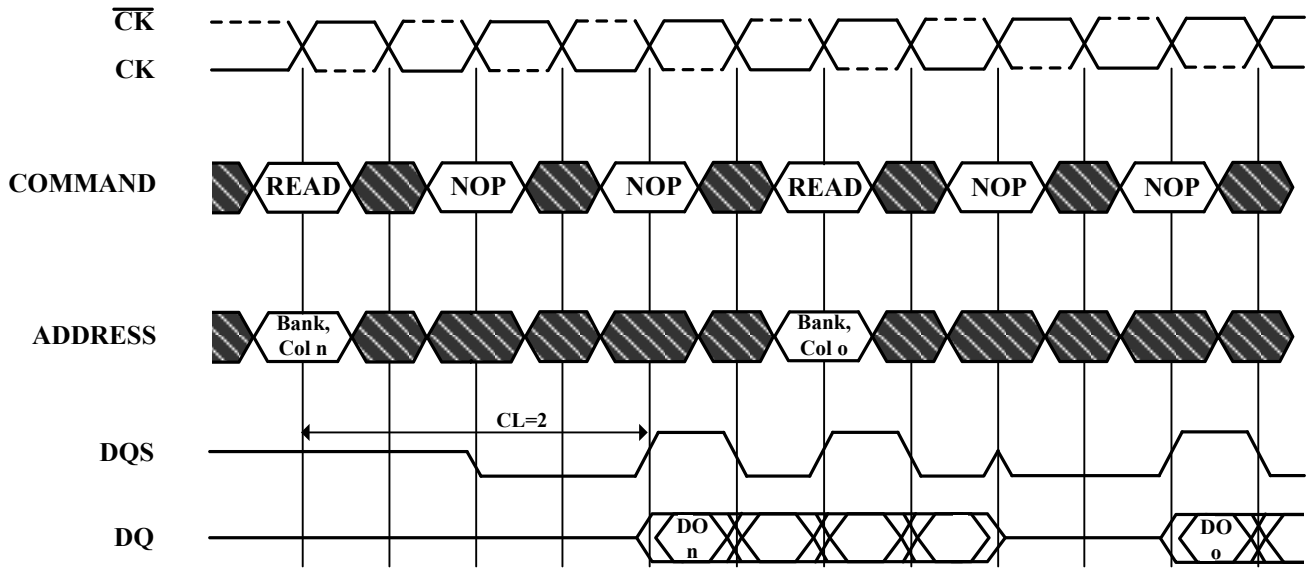 CK
CK
COMMAND
READ
NOP
NOP
READ
NOP
NOP
ADDRESS
Bank,
Col n
Bank,
Col o
CL=2
DQS
DQ
DO
n
DO
o